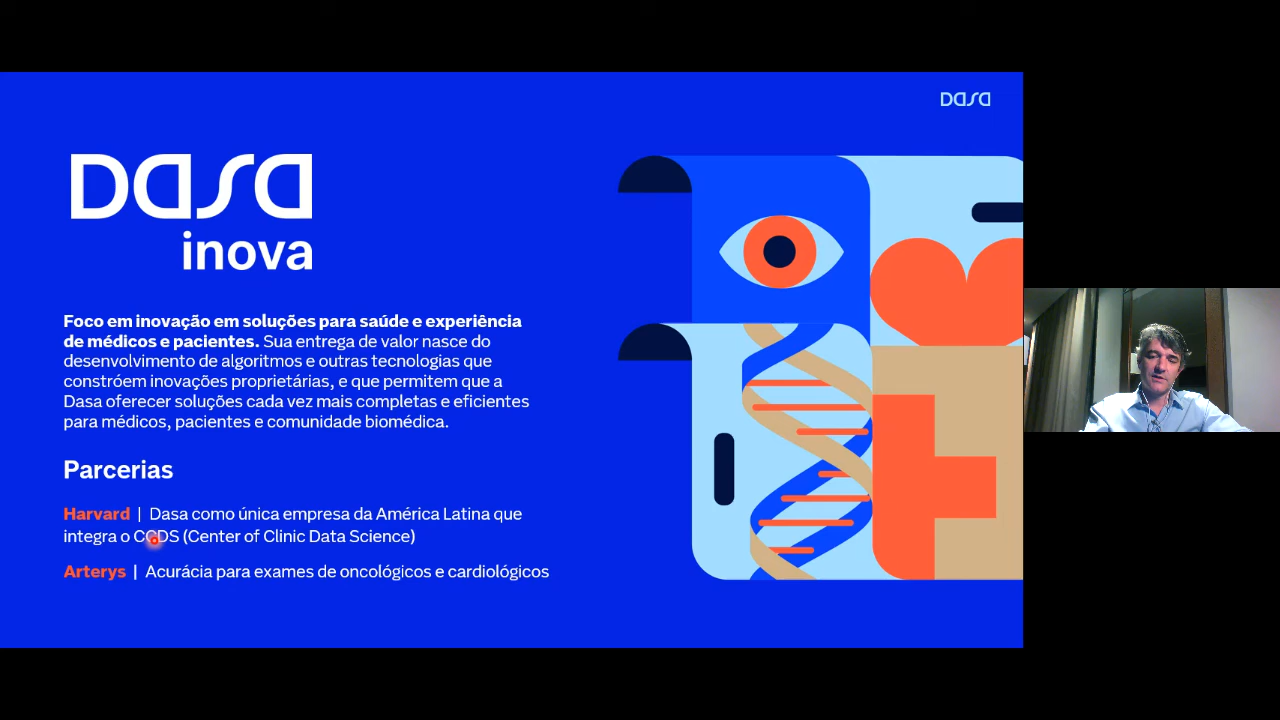 Dasa
Dasa
inova
Foco em inovação em soluções para saúde e experiência
de médicos e pacientes. Sua entrega de valor nasce do
desenvolvimento de algoritmos e outras tecnologias que
constróem inovações proprietárias, e que permitem que a
Dasa oferecer soluções cada vez mais completas e eficientes
para médicos, pacientes e comunidade biomédica.
Parcerias
Harvard | Dasa como única empresa da América Latina que
integra o CCDS (Center of Clinic Data Science)
Arterys | Acurácia para exames de oncológicos e cardiológicos